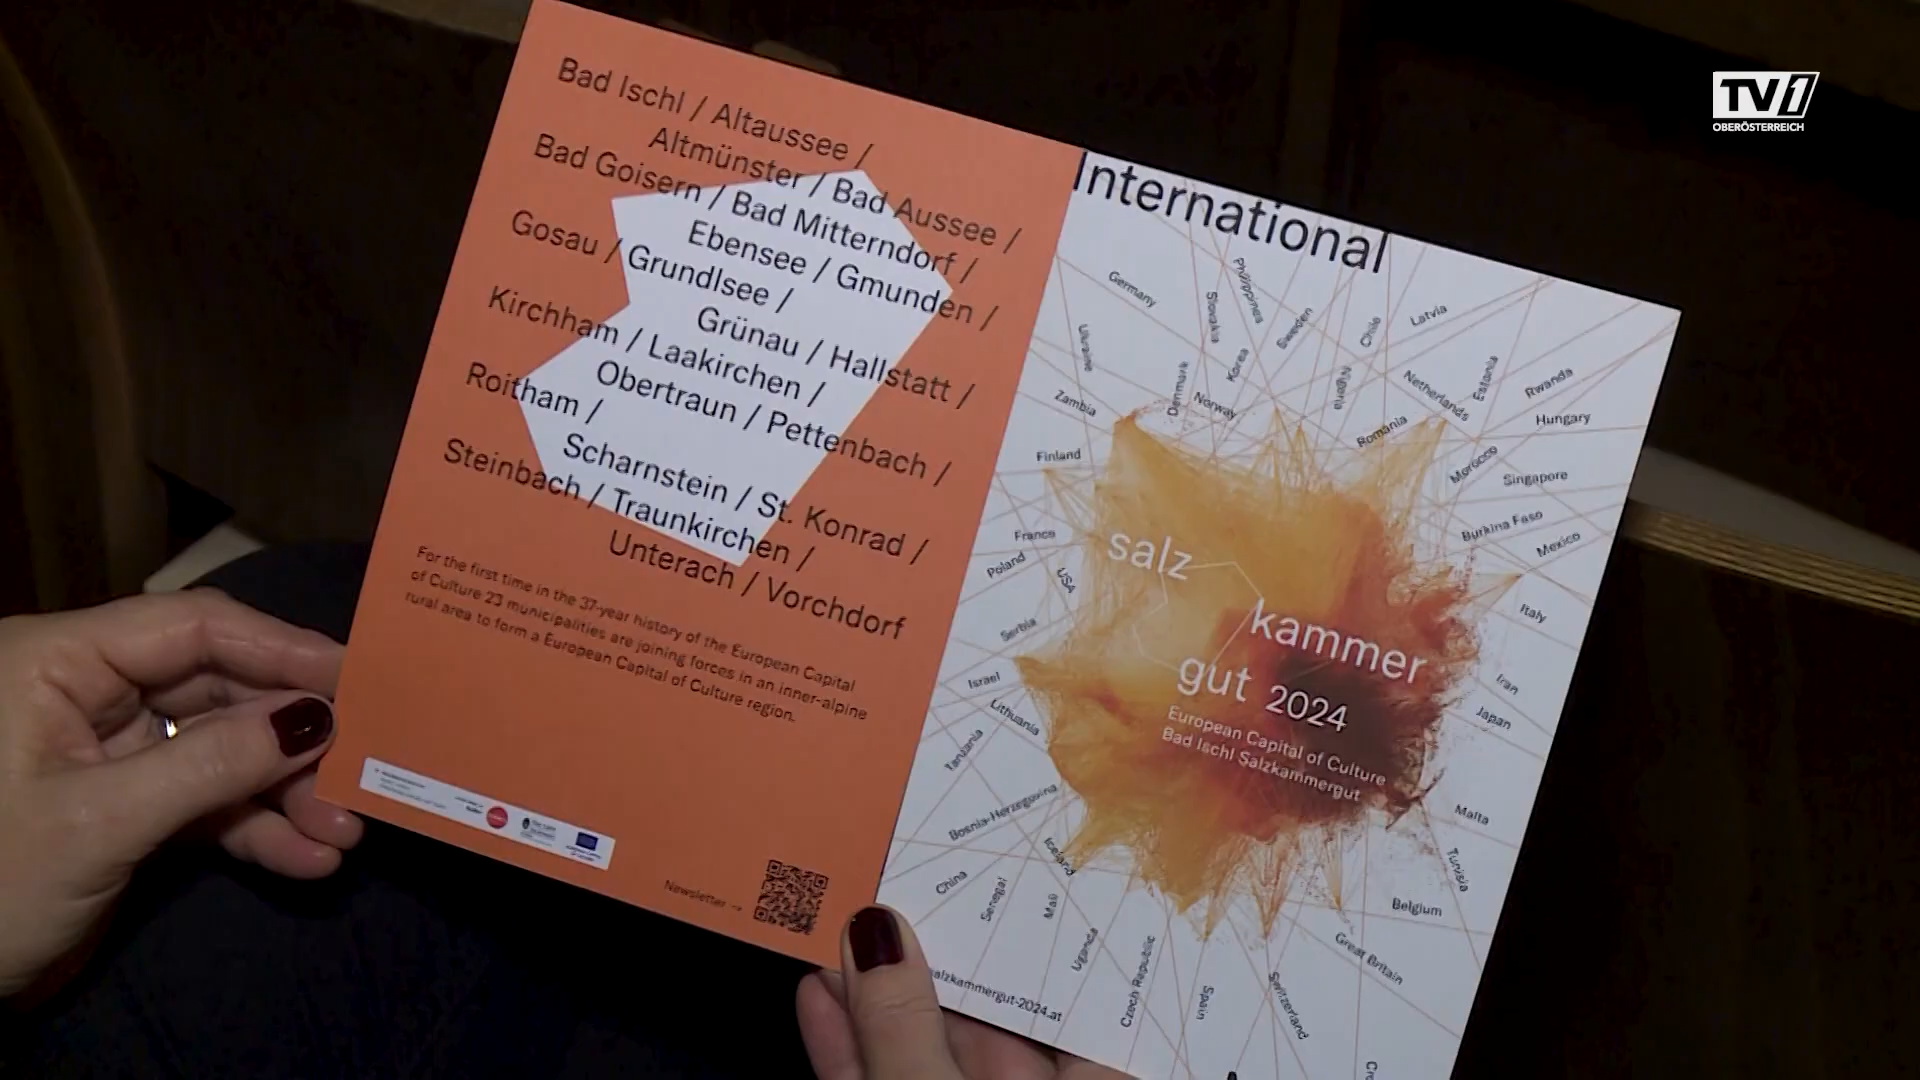 TV1
OBERÖSTERREICH
Bad Ischl / Altaussee /
Altmünster / Bad Aussee /
Bad Goisern / Bad Mitterndorf /
Ebensee / Gmunden /
Gosau / Grundlsee /
Grünau / Hallstatt /
Kirchham / Laakirchen /
Obertraun / Pettenbach /
Roitham /
Scharnstein / St. Konrad /
Steinbach / Traunkirchen /
Unterach / Vorchdorf
For the first time in the 37-year history of the European Capital
of Culture 23 municipalities are joining forces in an inner-alpine
rural area to form a European Capital of Culture region.
Newsletter →
International
Germany
Philippines
Slovakia
Sweden
Chile
Latvia
Ukraine
Denmark
Korea
Nigeria
Netherlands
Estonia
Rwanda
Zambia
Norway
Romania
Hungary
Finland
Morocco
Singapore
France
Burkina Faso
Mexico
Poland
USA
Italy
Serbia
Israel
Iran
Lithuania
Japan
Tanzania
Bosnia-Herzegovina
Malta
Iceland
Tunisia
China
Senegal
Mali
Belgium
Uganda
Great Britain
Czech Republic
Spain
Switzerland
salz
kammer
gut 2024
European Capital of Culture
Bad Ischl Salzkammergut
salzkammergut-2024.at